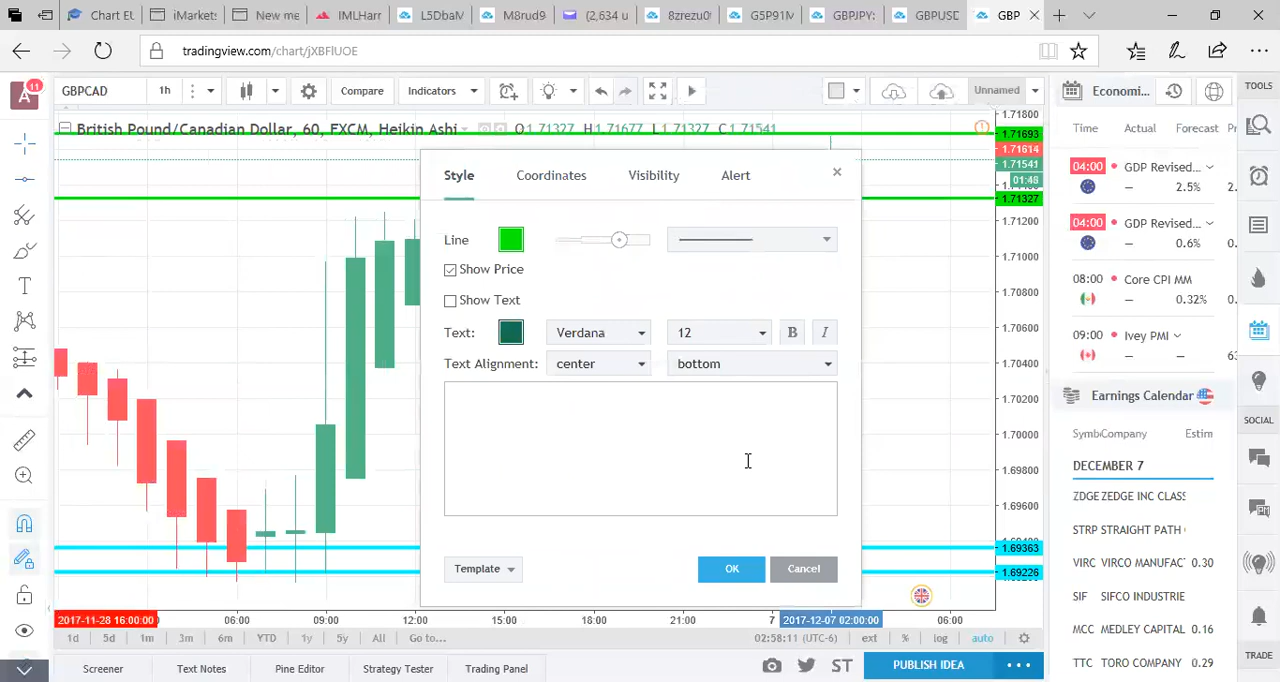 Chart EU
iMarkets
New me
IMLHarr
L5DbaM
M8rud9
(2,634 u
8zrezu0
G5P91M
GBPJPY:
GBPUSD
GBP
tradingview.com/chart/jXBFlUOE
A
11
GBPCAD
1h
Compare
Indicators
Unnamed
Economi...
TOOLS
British Pound/Canadian Dollar, 60, FXCM, Heikin Ashi
O1.71327 H1.71677 L1.71327 C1.71541
Time Actual Forecast
04:00 GDP Revised...
– 2.5%
04:00 GDP Revised...
– 0.6%
08:00 Core CPI MM
– 0.32%
09:00 Ivey PMI
– –
Earnings Calendar
Company Estim
DECEMBER 7
ZDGE ZEDGE INC CLASS
STRP STRAIGHT PATH
VIRC VIRCO MANUFAC 0.30
SIF SIFCO INDUSTRIE
MCC MEDLEY CAPITAL 0.16
TTC TORO COMPANY 0.29
SOCIAL
TRADE
1.71800
1.71693
1.71614
1.71541
01:48
1.71327
1.71200
1.70800
1.70600
1.70400
1.70200
1.70000
1.69800
1.69600
1.69363
1.69226
Style
Coordinates
Visibility
Alert
Line
Show Price
Show Text
Text:
Verdana
12
B
I
Text Alignment:
center
bottom
Template
OK
Cancel
2017-11-28 16:00:00
06:00
09:00
12:00
15:00
18:00
21:00
7
2017-12-07 02:00:00
06:00
1d
5d
1m
3m
6m
YTD
1y
5y
All
Go to...
02:58:11 (UTC-6)
ext
%
log
auto
Screener
Text Notes
Pine Editor
Strategy Tester
Trading Panel
ST
PUBLISH IDEA